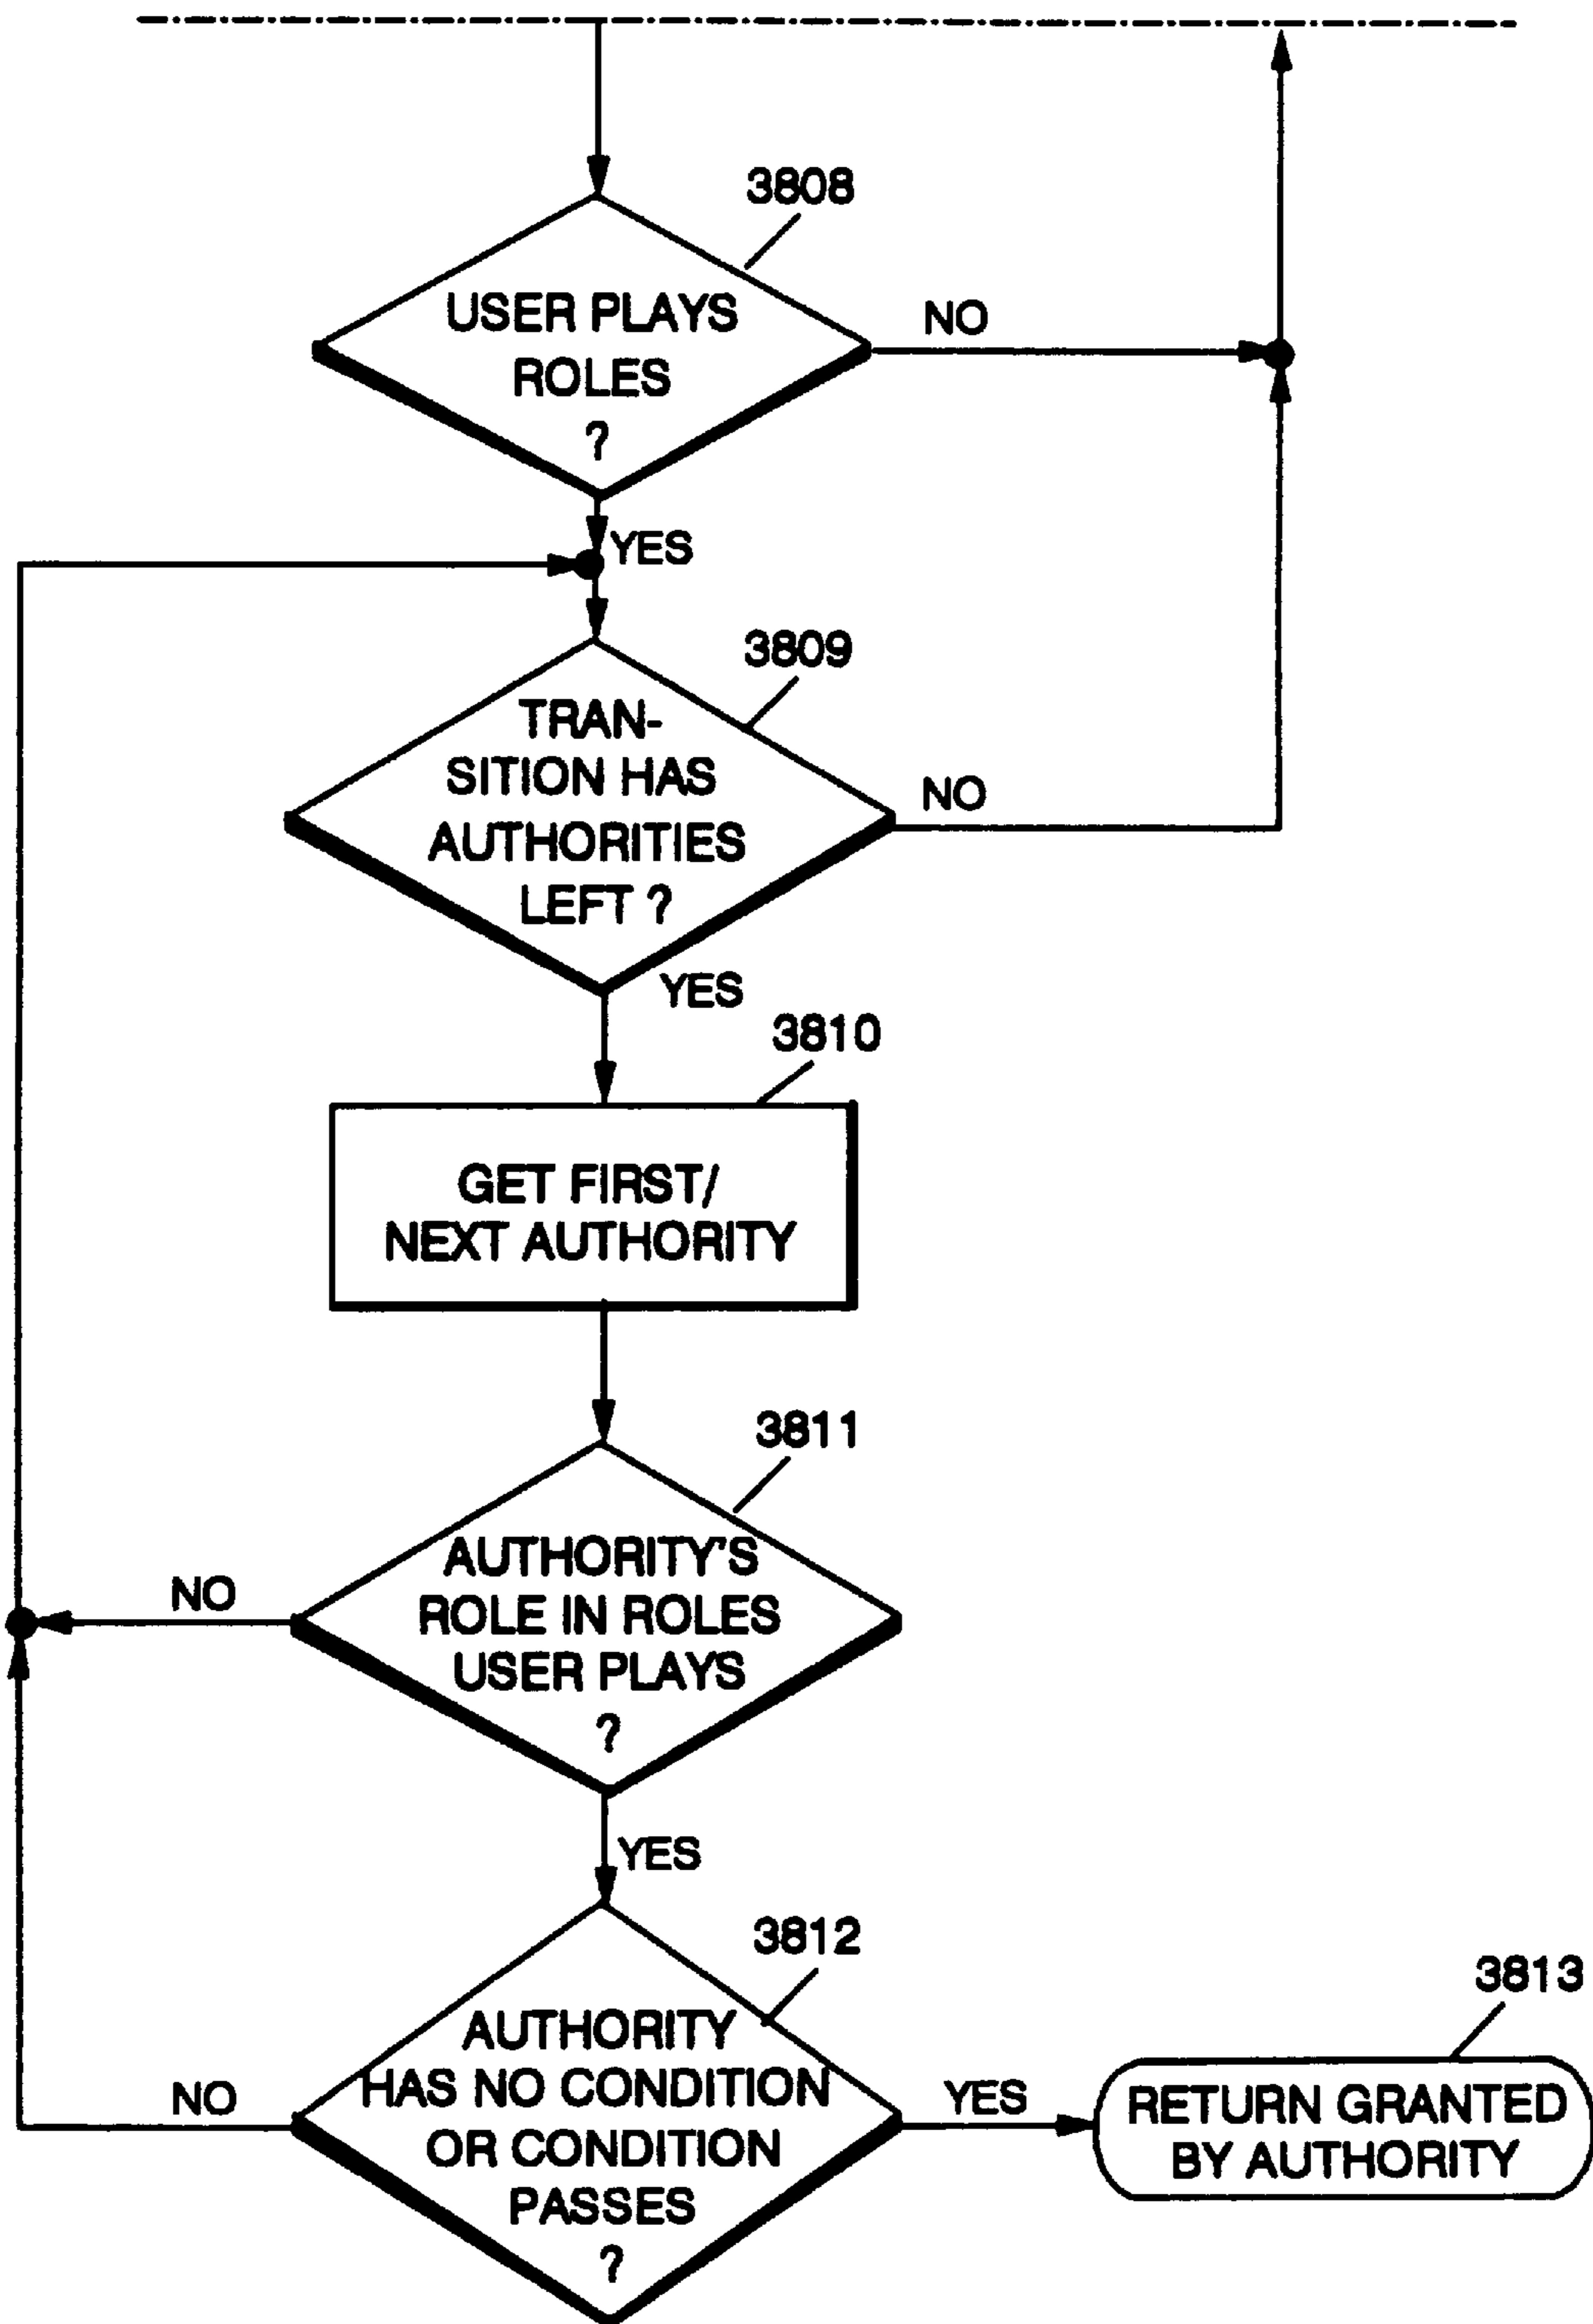 3808
USER PLAYS
ROLES
?
NO
YES
3809
TRAN-
SITION HAS
AUTHORITIES
LEFT ?
NO
YES
3810
GET FIRST/
NEXT AUTHORITY
3811
AUTHORITY'S
ROLE IN ROLES
USER PLAYS
?
NO
YES
3812
AUTHORITY
HAS NO CONDITION
OR CONDITION
PASSES
?
NO
YES
3813
RETURN GRANTED
BY AUTHORITY